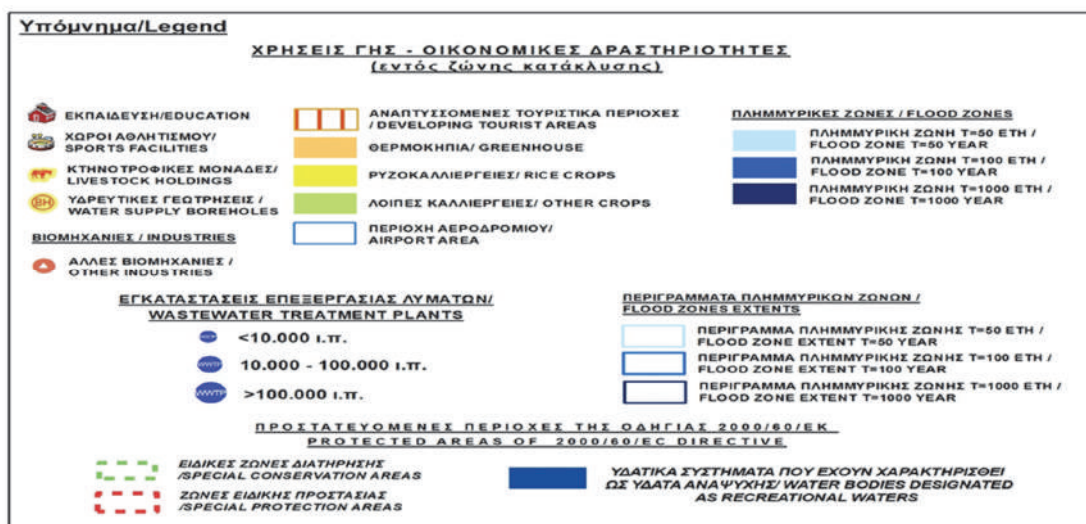 Υπόμνημα/Legend
ΧΡΗΣΕΙΣ ΓΗΣ - ΟΙΚΟΝΟΜΙΚΕΣ ΔΡΑΣΤΗΡΙΟΤΗΤΕΣ
(εντός ζώνης κατάκλυσης)
ΕΚΠΑΙΔΕΥΣΗ/EDUCATION
ΧΩΡΟΙ ΑΘΛΗΤΙΣΜΟΥ/
SPORTS FACILITIES
ΚΤΗΝΟΤΡΟΦΙΚΕΣ ΜΟΝΑΔΕΣ/
LIVESTOCK HOLDINGS
BH
ΥΔΡΕΥΤΙΚΕΣ ΓΕΩΤΡΗΣΕΙΣ /
WATER SUPPLY BOREHOLES
ΒΙΟΜΗΧΑΝΙΕΣ / INDUSTRIES
ΑΛΛΕΣ ΒΙΟΜΗΧΑΝΙΕΣ /
OTHER INDUSTRIES
ΑΝΑΠΤΥΣΣΟΜΕΝΕΣ ΤΟΥΡΙΣΤΙΚΑ ΠΕΡΙΟΧΕΣ
/ DEVELOPING TOURIST AREAS
ΘΕΡΜΟΚΗΠΙΑ/ GREENHOUSE
ΡΥΖΟΚΑΛΛΙΕΡΓΕΙΕΣ/ RICE CROPS
ΛΟΙΠΕΣ ΚΑΛΛΙΕΡΓΕΙΕΣ/ OTHER CROPS
ΠΕΡΙΟΧΗ ΑΕΡΟΔΡΟΜΙΟΥ/
AIRPORT AREA
ΠΛΗΜΜΥΡΙΚΕΣ ΖΩΝΕΣ / FLOOD ZONES
ΠΛΗΜΜΥΡΙΚΗ ΖΩΝΗ T=50 ΕΤΗ /
FLOOD ZONE T=50 YEAR
ΠΛΗΜΜΥΡΙΚΗ ΖΩΝΗ T=100 ΕΤΗ /
FLOOD ZONE T=100 YEAR
ΠΛΗΜΜΥΡΙΚΗ ΖΩΝΗ T=1000 ΕΤΗ /
FLOOD ZONE T=1000 YEAR
ΕΓΚΑΤΑΣΤΑΣΕΙΣ ΕΠΕΞΕΡΓΑΣΙΑΣ ΛΥΜΑΤΩΝ/
WASTEWATER TREATMENT PLANTS
<10.000 ι.π.
WWTP
10.000 - 100.000 ι.π.
WWTP
>100.000 ι.π.
ΠΕΡΙΓΡΑΜΜΑΤΑ ΠΛΗΜΜΥΡΙΚΩΝ ΖΩΝΩΝ /
FLOOD ZONES EXTENTS
ΠΕΡΙΓΡΑΜΜΑ ΠΛΗΜΜΥΡΙΚΗΣ ΖΩΝΗΣ T=50 ΕΤΗ /
FLOOD ZONE EXTENT T=50 YEAR
ΠΕΡΙΓΡΑΜΜΑ ΠΛΗΜΜΥΡΙΚΗΣ ΖΩΝΗΣ T=100 ΕΤΗ /
FLOOD ZONE EXTENT T=100 YEAR
ΠΕΡΙΓΡΑΜΜΑ ΠΛΗΜΜΥΡΙΚΗΣ ΖΩΝΗΣ T=1000 ΕΤΗ /
FLOOD ZONE EXTENT T=1000 YEAR
ΠΡΟΣΤΑΤΕΥΟΜΕΝΕΣ ΠΕΡΙΟΧΕΣ ΤΗΣ ΟΔΗΓΙΑΣ 2000/60/ΕΚ
PROTECTED AREAS OF 2000/60/EC DIRECTIVE
ΕΙΔΙΚΕΣ ΖΩΝΕΣ ΔΙΑΤΗΡΗΣΗΣ
/SPECIAL CONSERVATION AREAS
ΖΩΝΕΣ ΕΙΔΙΚΗΣ ΠΡΟΣΤΑΣΙΑΣ
/SPECIAL PROTECTION AREAS
ΥΔΑΤΙΚΑ ΣΥΣΤΗΜΑΤΑ ΠΟΥ ΕΧΟΥΝ ΧΑΡΑΚΤΗΡΙΣΘΕΙ
ΩΣ ΥΔΑΤΑ ΑΝΑΨΥΧΗΣ/ WATER BODIES DESIGNATED
AS RECREATIONAL WATERS